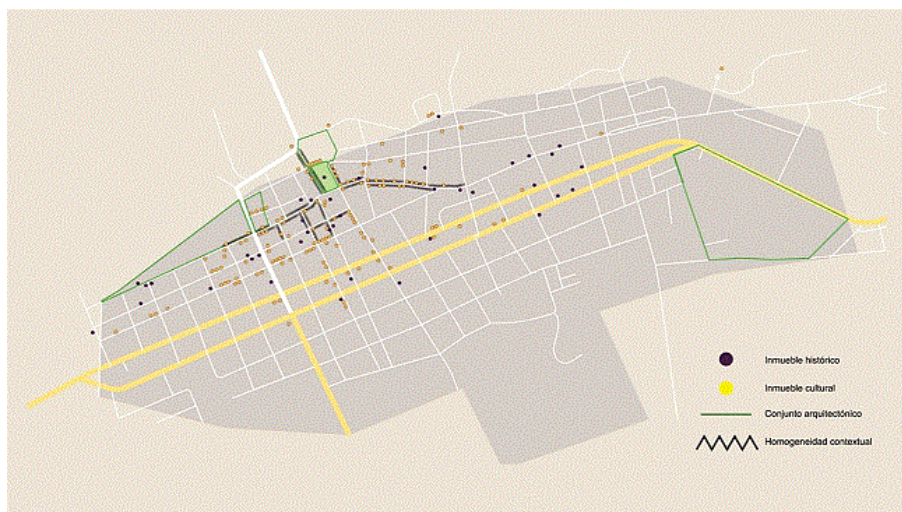 Inmueble histórico
Inmueble cultural
Conjunto arquitectónico
Homogeneidad contextual